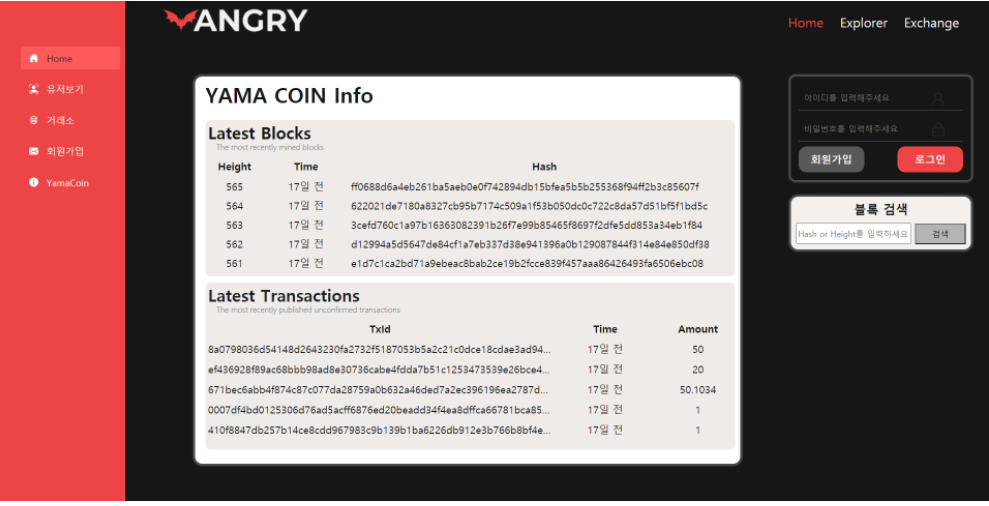 ANGRY
Home Explorer Exchange
Home
유저보기
거래소
회원가입
YamaCoin
YAMA COIN Info
Latest Blocks
The most recently mined blocks
Height Time Hash
565 17일 전 ff0688d6a4eb261ba5aeb0e0f742894db15bfea5b5b255368f94ff2b3c85607f
564 17일 전 622021de7180a8327cb95b7174c509a1f53b050dc0c722c8da57d51bf5f1bd5c
563 17일 전 3cefd760c1a97b16363082391b26f7e99b85465f8697f2dfe5dd853a34eb1f84
562 17일 전 d12994a5d5647de84cf1a7eb337d38e941396a0b129087844f314e84e850df38
561 17일 전 e1d7c1ca2bd71a9ebeac8bab2ce19b2fcce839f457aaa86426493fa6506ebc08
Latest Transactions
The most recently published unconfirmed transactions
TxId Time Amount
8a0798036d54148d2643230fa2732f5187053b5a2c21c0dce18cdae3ad94... 17일 전 50
ef436928f89ac68bbb98ad8e30736cabe4fdda7b51c1253473539e26bce4... 17일 전 20
671bec6abb4f874c87c077da28759a0b632a46ded7a2ec396196ea2787d... 17일 전 50.1034
0007df4bd0125306d76ad5acff6876ed20beadd34f4ea8dffca66781bca85... 17일 전 1
410f8847db257b14ce8cdd967983c9b139b1ba6226db912e3b766b8bf4e... 17일 전 1
아이디를 입력해주세요
비밀번호를 입력해주세요
회원가입 로그인
블록 검색
Hash or Height를 입력하세요 검색